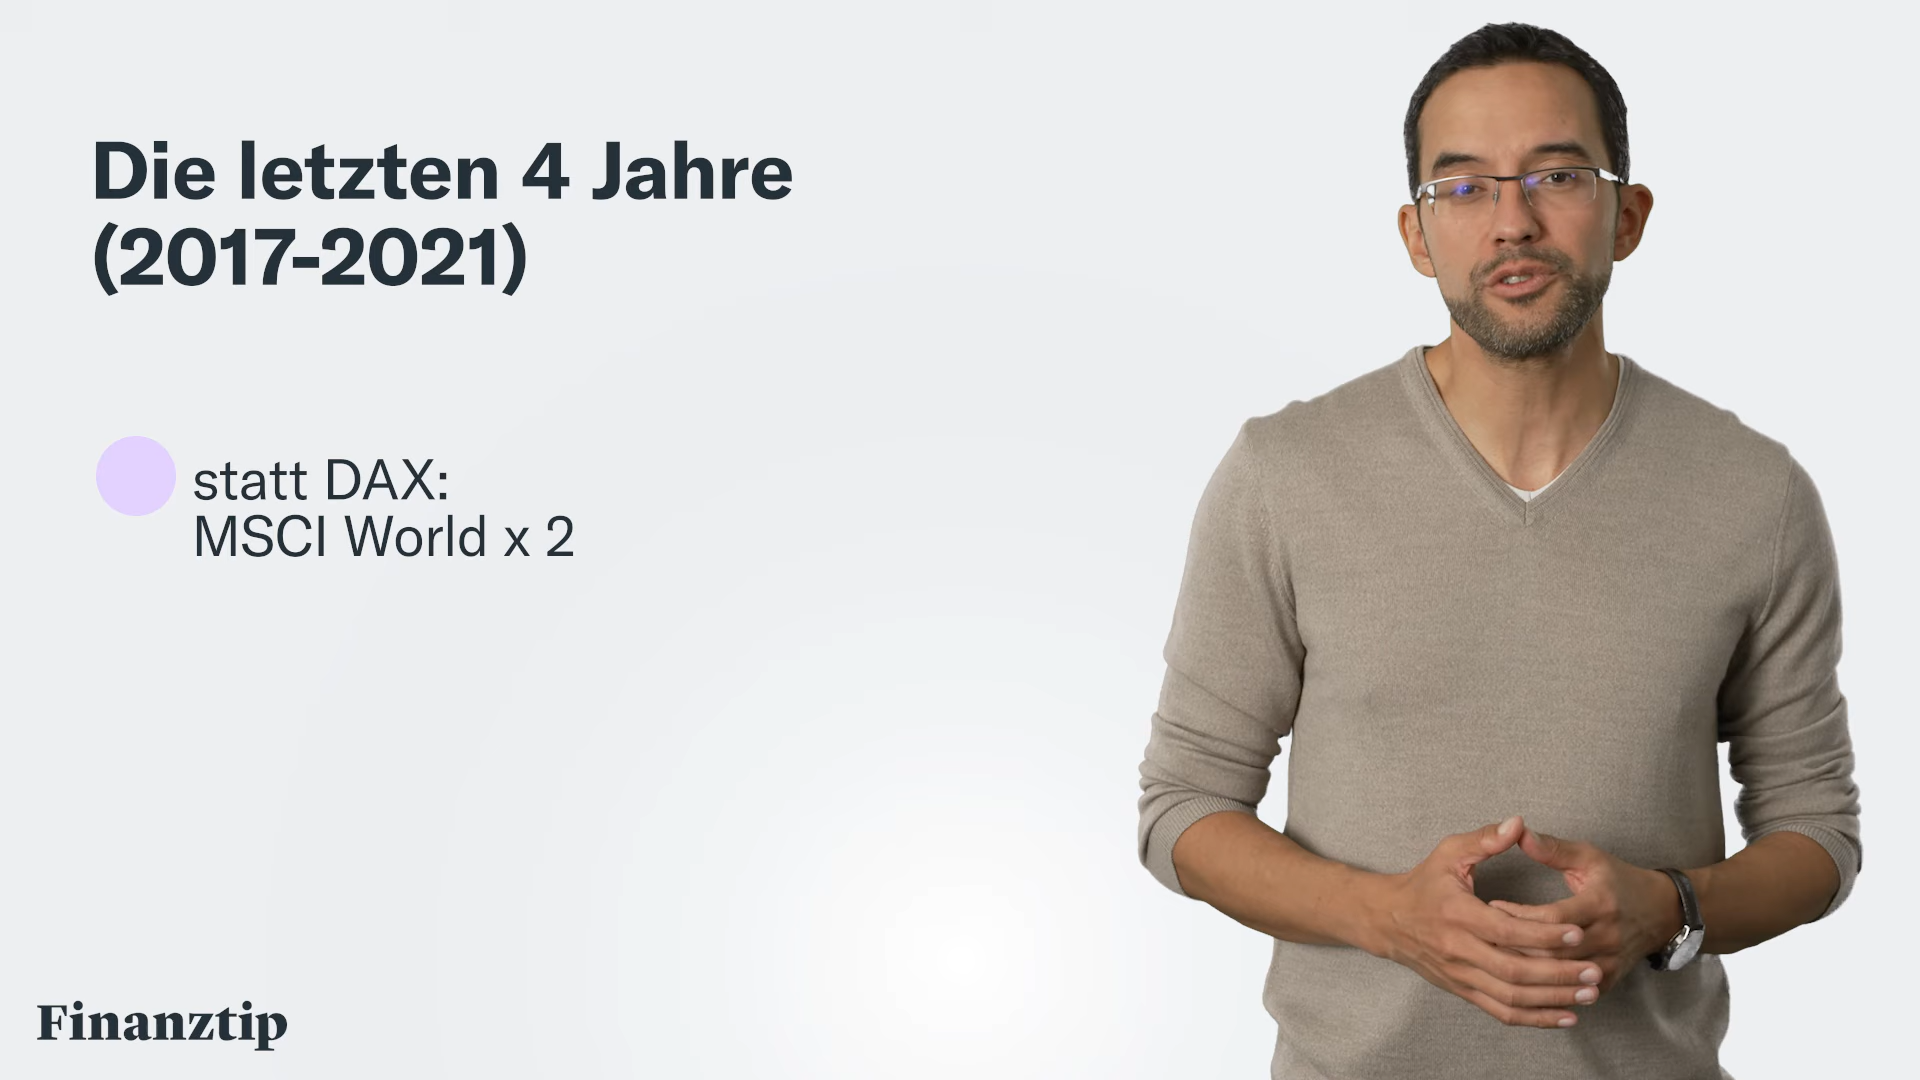 Die letzten 4 Jahre
(2017-2021)
statt DAX:
MSCI World x 2
Finanztip